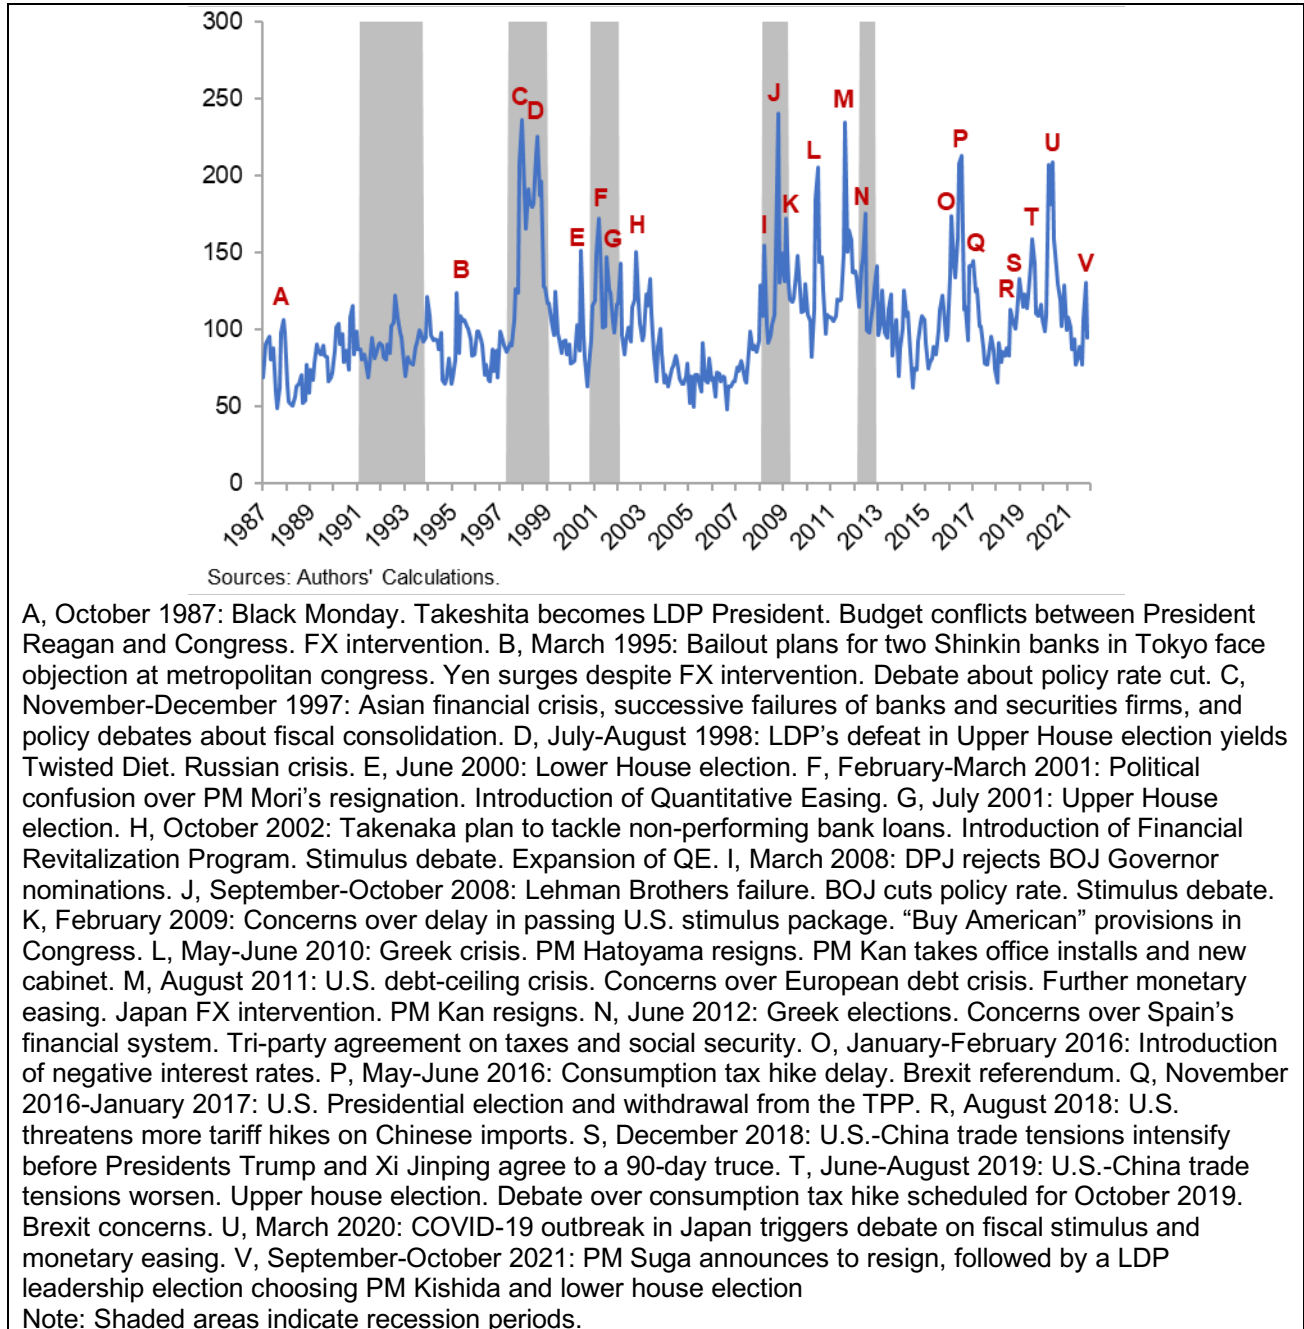 300
250
200
150
100
50
0
A
B
C
D
E
F
G
H
I
J
K
L
M
N
O
P
Q
R
S
T
U
V
1987
1989
1991
1993
1995
1997
1999
2001
2003
2005
2007
2009
2011
2013
2015
2017
2019
2021
Sources: Authors' Calculations.
A, October 1987: Black Monday. Takeshita becomes LDP President. Budget conflicts between President
Reagan and Congress. FX intervention. B, March 1995: Bailout plans for two Shinkin banks in Tokyo face
objection at metropolitan congress. Yen surges despite FX intervention. Debate about policy rate cut. C,
November-December 1997: Asian financial crisis, successive failures of banks and securities firms, and
policy debates about fiscal consolidation. D, July-August 1998: LDP’s defeat in Upper House election yields
Twisted Diet. Russian crisis. E, June 2000: Lower House election. F, February-March 2001: Political
confusion over PM Mori’s resignation. Introduction of Quantitative Easing. G, July 2001: Upper House
election. H, October 2002: Takenaka plan to tackle non-performing bank loans. Introduction of Financial
Revitalization Program. Stimulus debate. Expansion of QE. I, March 2008: DPJ rejects BOJ Governor
nominations. J, September-October 2008: Lehman Brothers failure. BOJ cuts policy rate. Stimulus debate.
K, February 2009: Concerns over delay in passing U.S. stimulus package. “Buy American” provisions in
Congress. L, May-June 2010: Greek crisis. PM Hatoyama resigns. PM Kan takes office installs and new
cabinet. M, August 2011: U.S. debt-ceiling crisis. Concerns over European debt crisis. Further monetary
easing. Japan FX intervention. PM Kan resigns. N, June 2012: Greek elections. Concerns over Spain’s
financial system. Tri-party agreement on taxes and social security. O, January-February 2016: Introduction
of negative interest rates. P, May-June 2016: Consumption tax hike delay. Brexit referendum. Q, November
2016-January 2017: U.S. Presidential election and withdrawal from the TPP. R, August 2018: U.S.
threatens more tariff hikes on Chinese imports. S, December 2018: U.S.-China trade tensions intensify
before Presidents Trump and Xi Jinping agree to a 90-day truce. T, June-August 2019: U.S.-China trade
tensions worsen. Upper house election. Debate over consumption tax hike scheduled for October 2019.
Brexit concerns. U, March 2020: COVID-19 outbreak in Japan triggers debate on fiscal stimulus and
monetary easing. V, September-October 2021: PM Suga announces to resign, followed by a LDP
leadership election choosing PM Kishida and lower house election
Note: Shaded areas indicate recession periods.